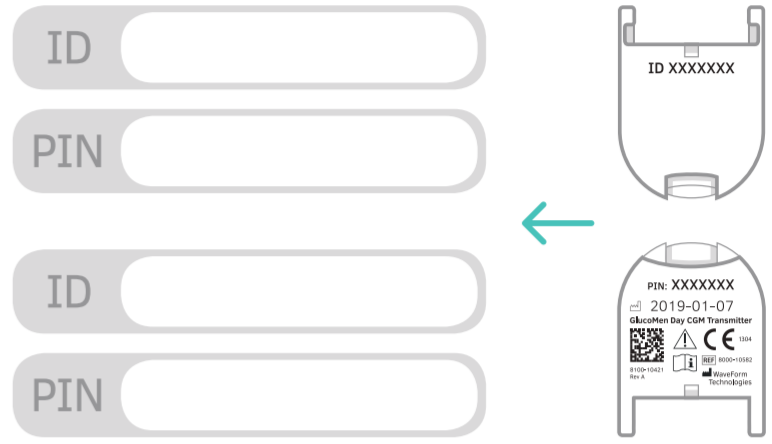 ID
PIN
ID
PIN
ID XXXXXXX
PIN: XXXXXXX
2019-01-07
GlucoMen Day CGM Transmitter
1304
REF 8000-10582
8100-10421
Rev A
WaveForm
Technologies